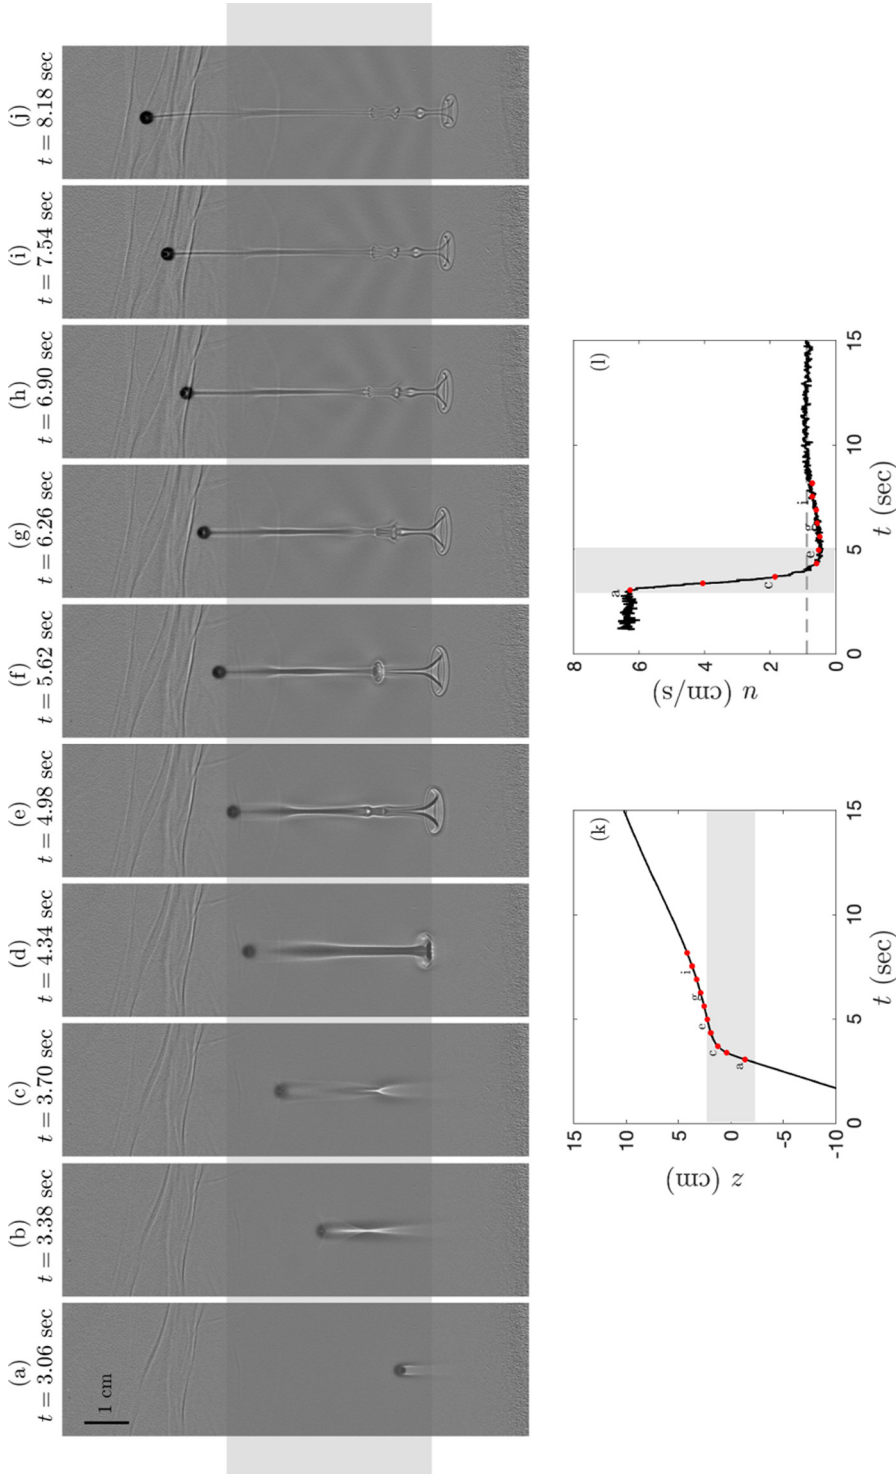 (a)
t = 3.06 sec
(b)
t = 3.38 sec
(c)
t = 3.70 sec
(d)
t = 4.34 sec
(e)
t = 4.98 sec
(f)
t = 5.62 sec
(g)
t = 6.26 sec
(h)
t = 6.90 sec
(i)
t = 7.54 sec
(j)
t = 8.18 sec
1 cm
(k)
15
10
5
0
-5
-10
z (cm)
a
c
e
g
i
0
5
10
15
t (sec)
(l)
8
6
4
2
0
u (cm/s)
a
c
e
g
i
0
5
10
15
t (sec)